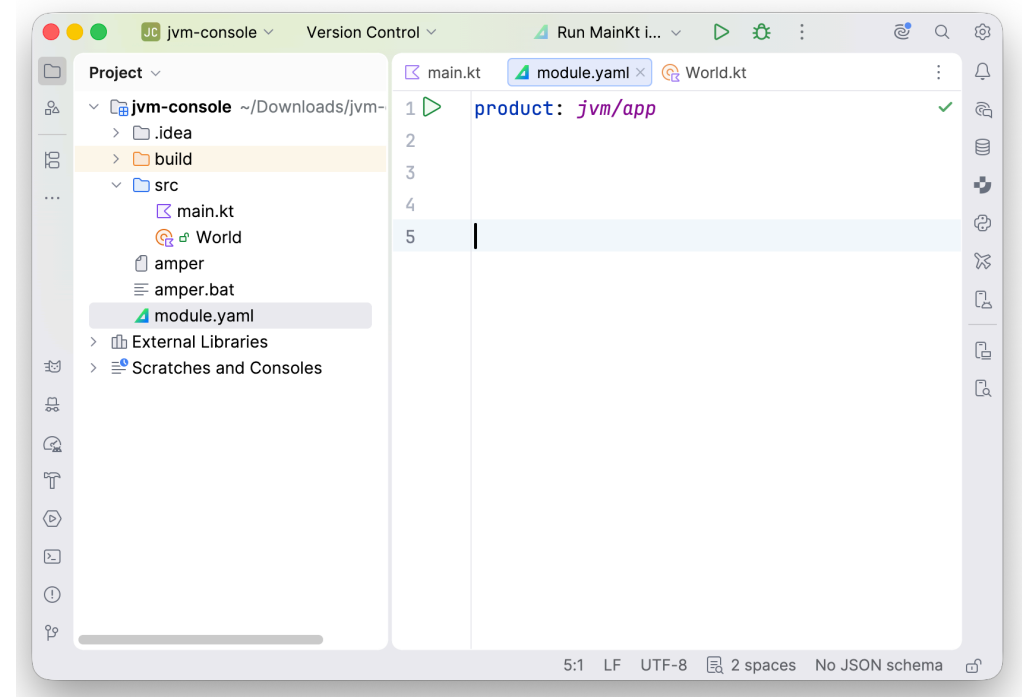 JC jvm-console Version Control Run MainKt i...
Project
main.kt module.yaml World.kt
jvm-console ~/Downloads/jvm-
.idea
build
src
main.kt
World
amper
amper.bat
module.yaml
External Libraries
Scratches and Consoles
1 product: jvm/app
2
3
4
5
5:1 LF UTF-8 2 spaces No JSON schema